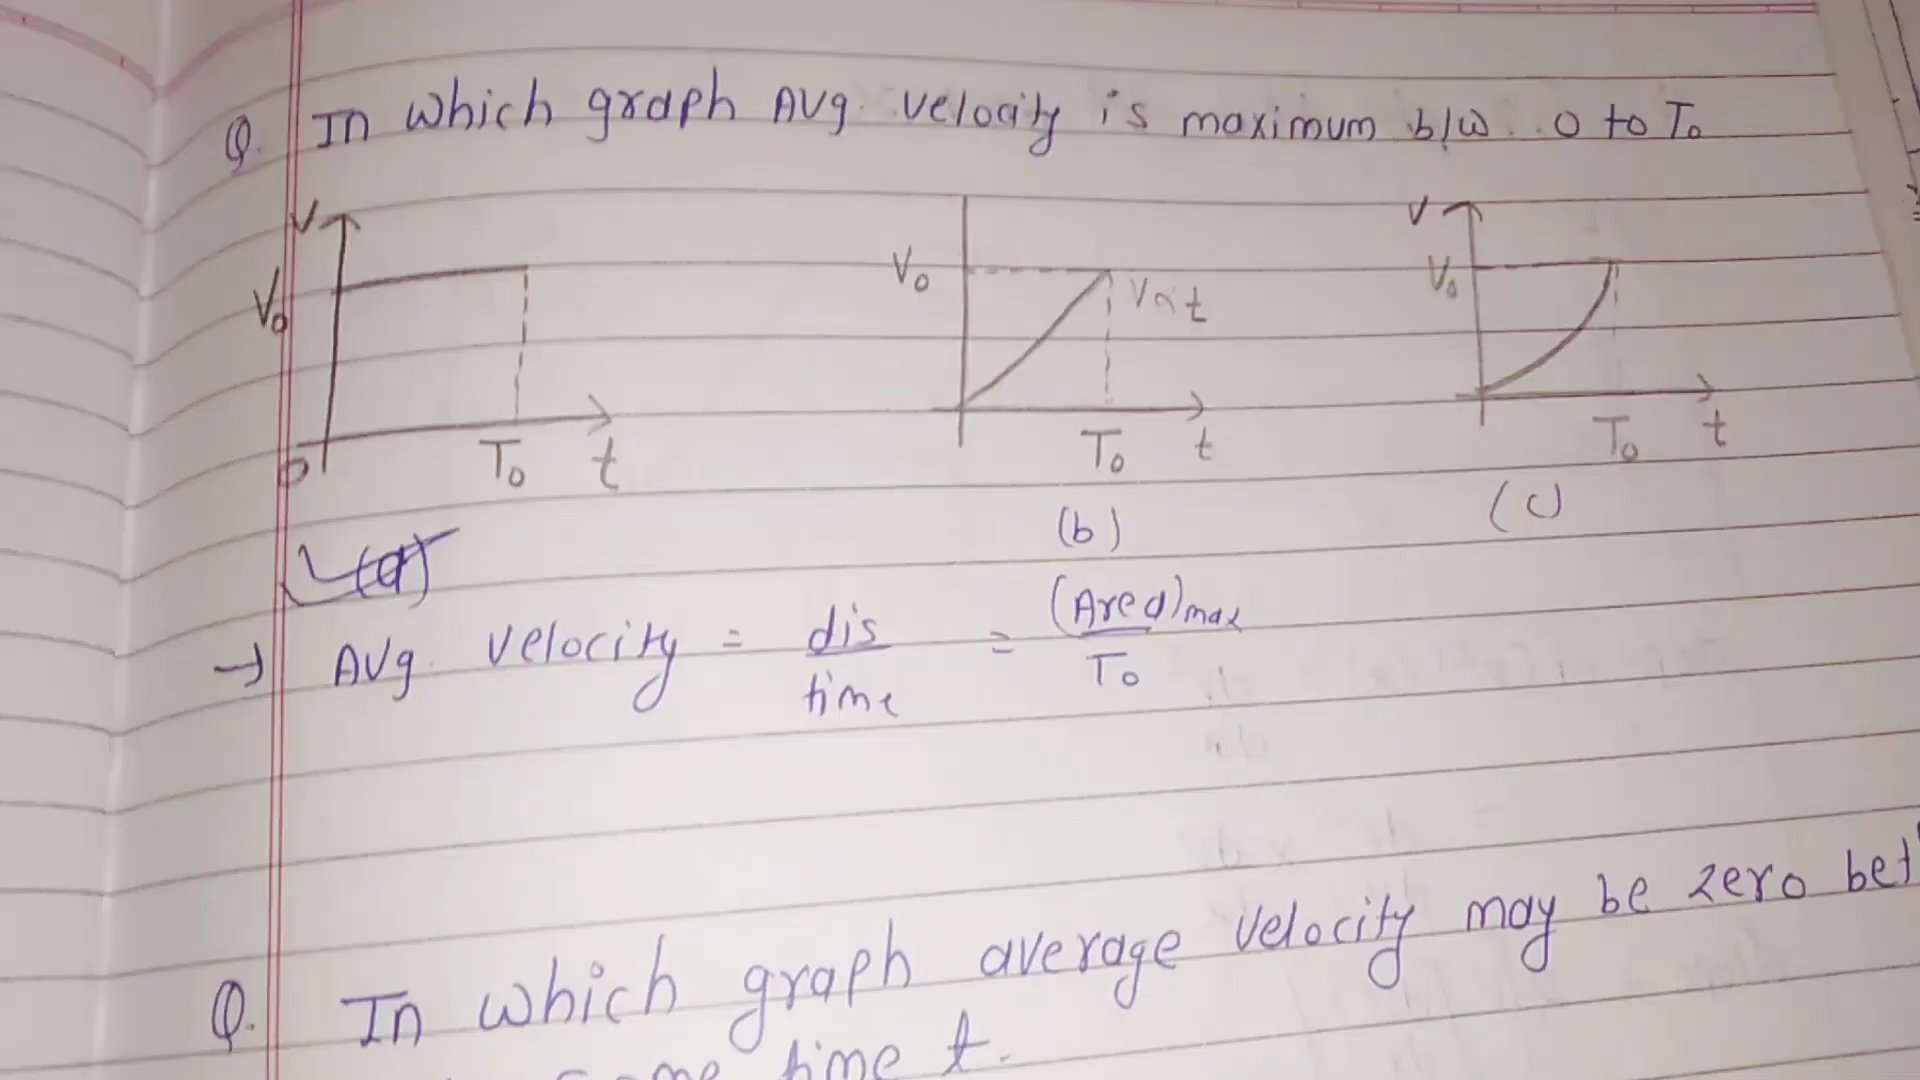 Q. In which graph Avg. velocity is maximum b/w 0 to T₀
V V
V₀ V₀ V∝t V₀
0 T₀ t T₀ t T₀ t
(a) (b) (c)
→ Avg. velocity = dis/time = (Area)max/T₀
Q. In which graph average velocity may be zero bet
time t.